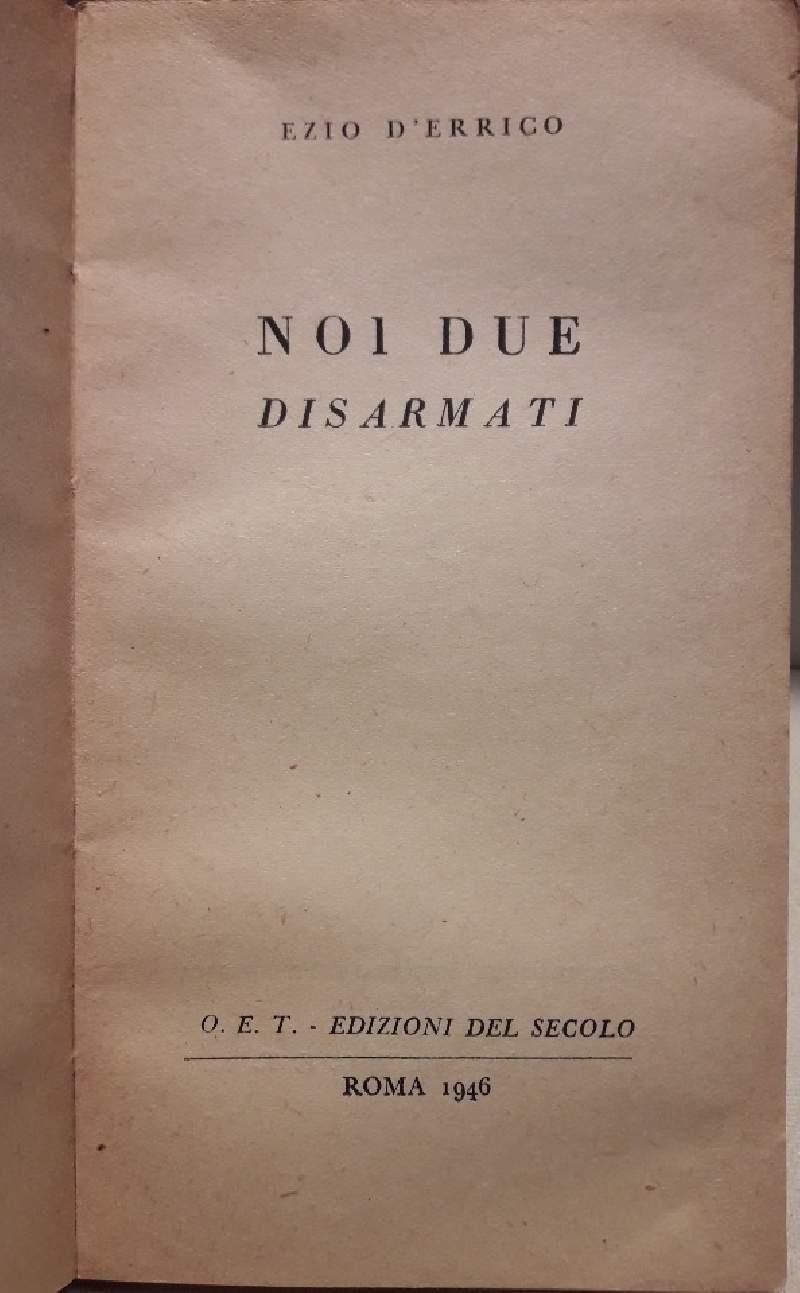 EZIO D'ERRICO
NOI DUE
DISARMATI
O. E. T. - EDIZIONI DEL SECOLO
ROMA 1946